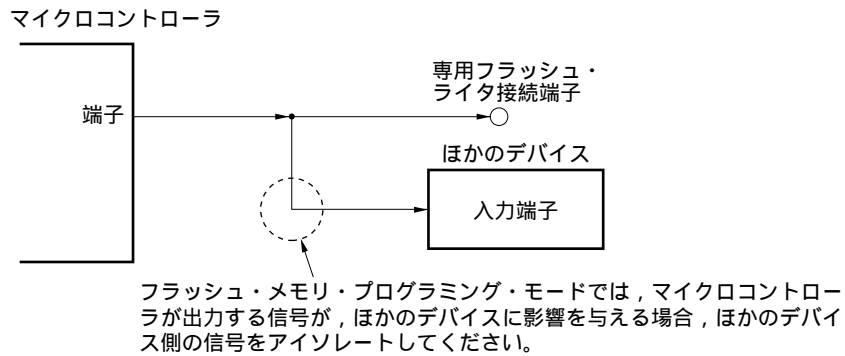 マイクロコントローラ
端子
専用フラッシュ・
ライタ接続端子
ほかのデバイス
入力端子
フラッシュ・メモリ・プログラミング・モードでは，マイクロコントロー
ラが出力する信号が，ほかのデバイスに影響を与える場合，ほかのデバイ
ス側の信号をアイソレートしてください。